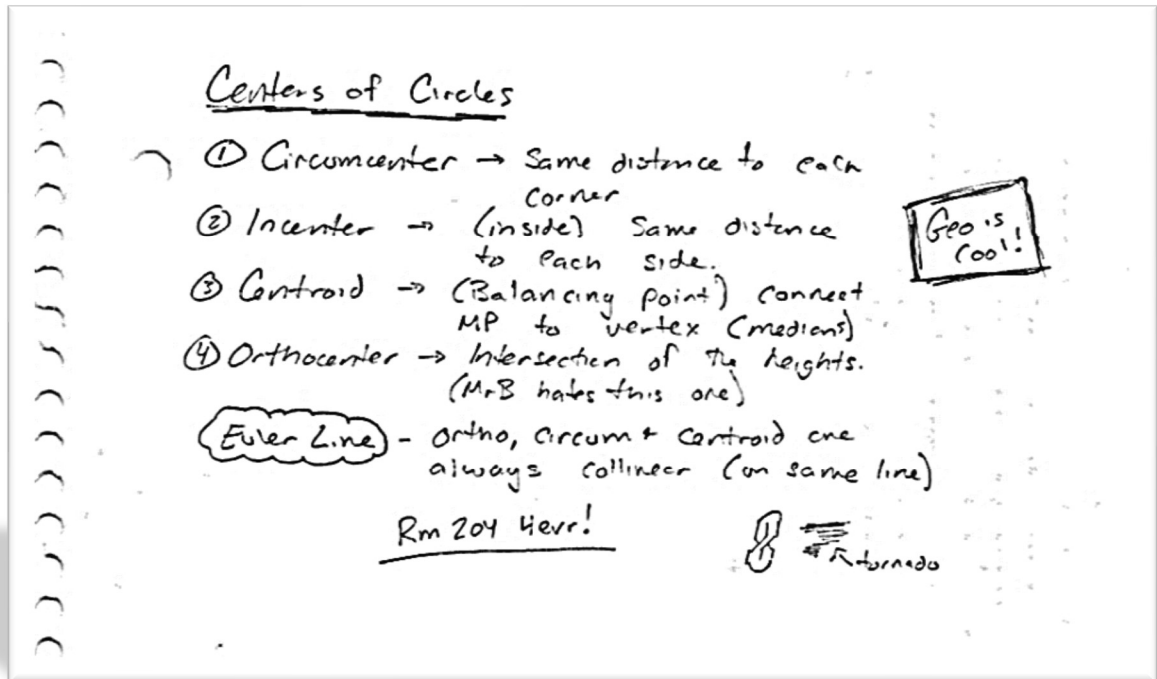 Centers of Circles
① Circumcenter → Same distance to each
corner
② Incenter → (inside) Same distance
to each side.
③ Centroid → (Balancing point) connect
MP to vertex (medians)
④ Orthocenter → Intersection of the heights.
(MrB hates this one)
Euler Line - Ortho, circum + Centroid are
always collinear (on same line)
Geo is
Cool!
Rm 204 4evr!
tornado